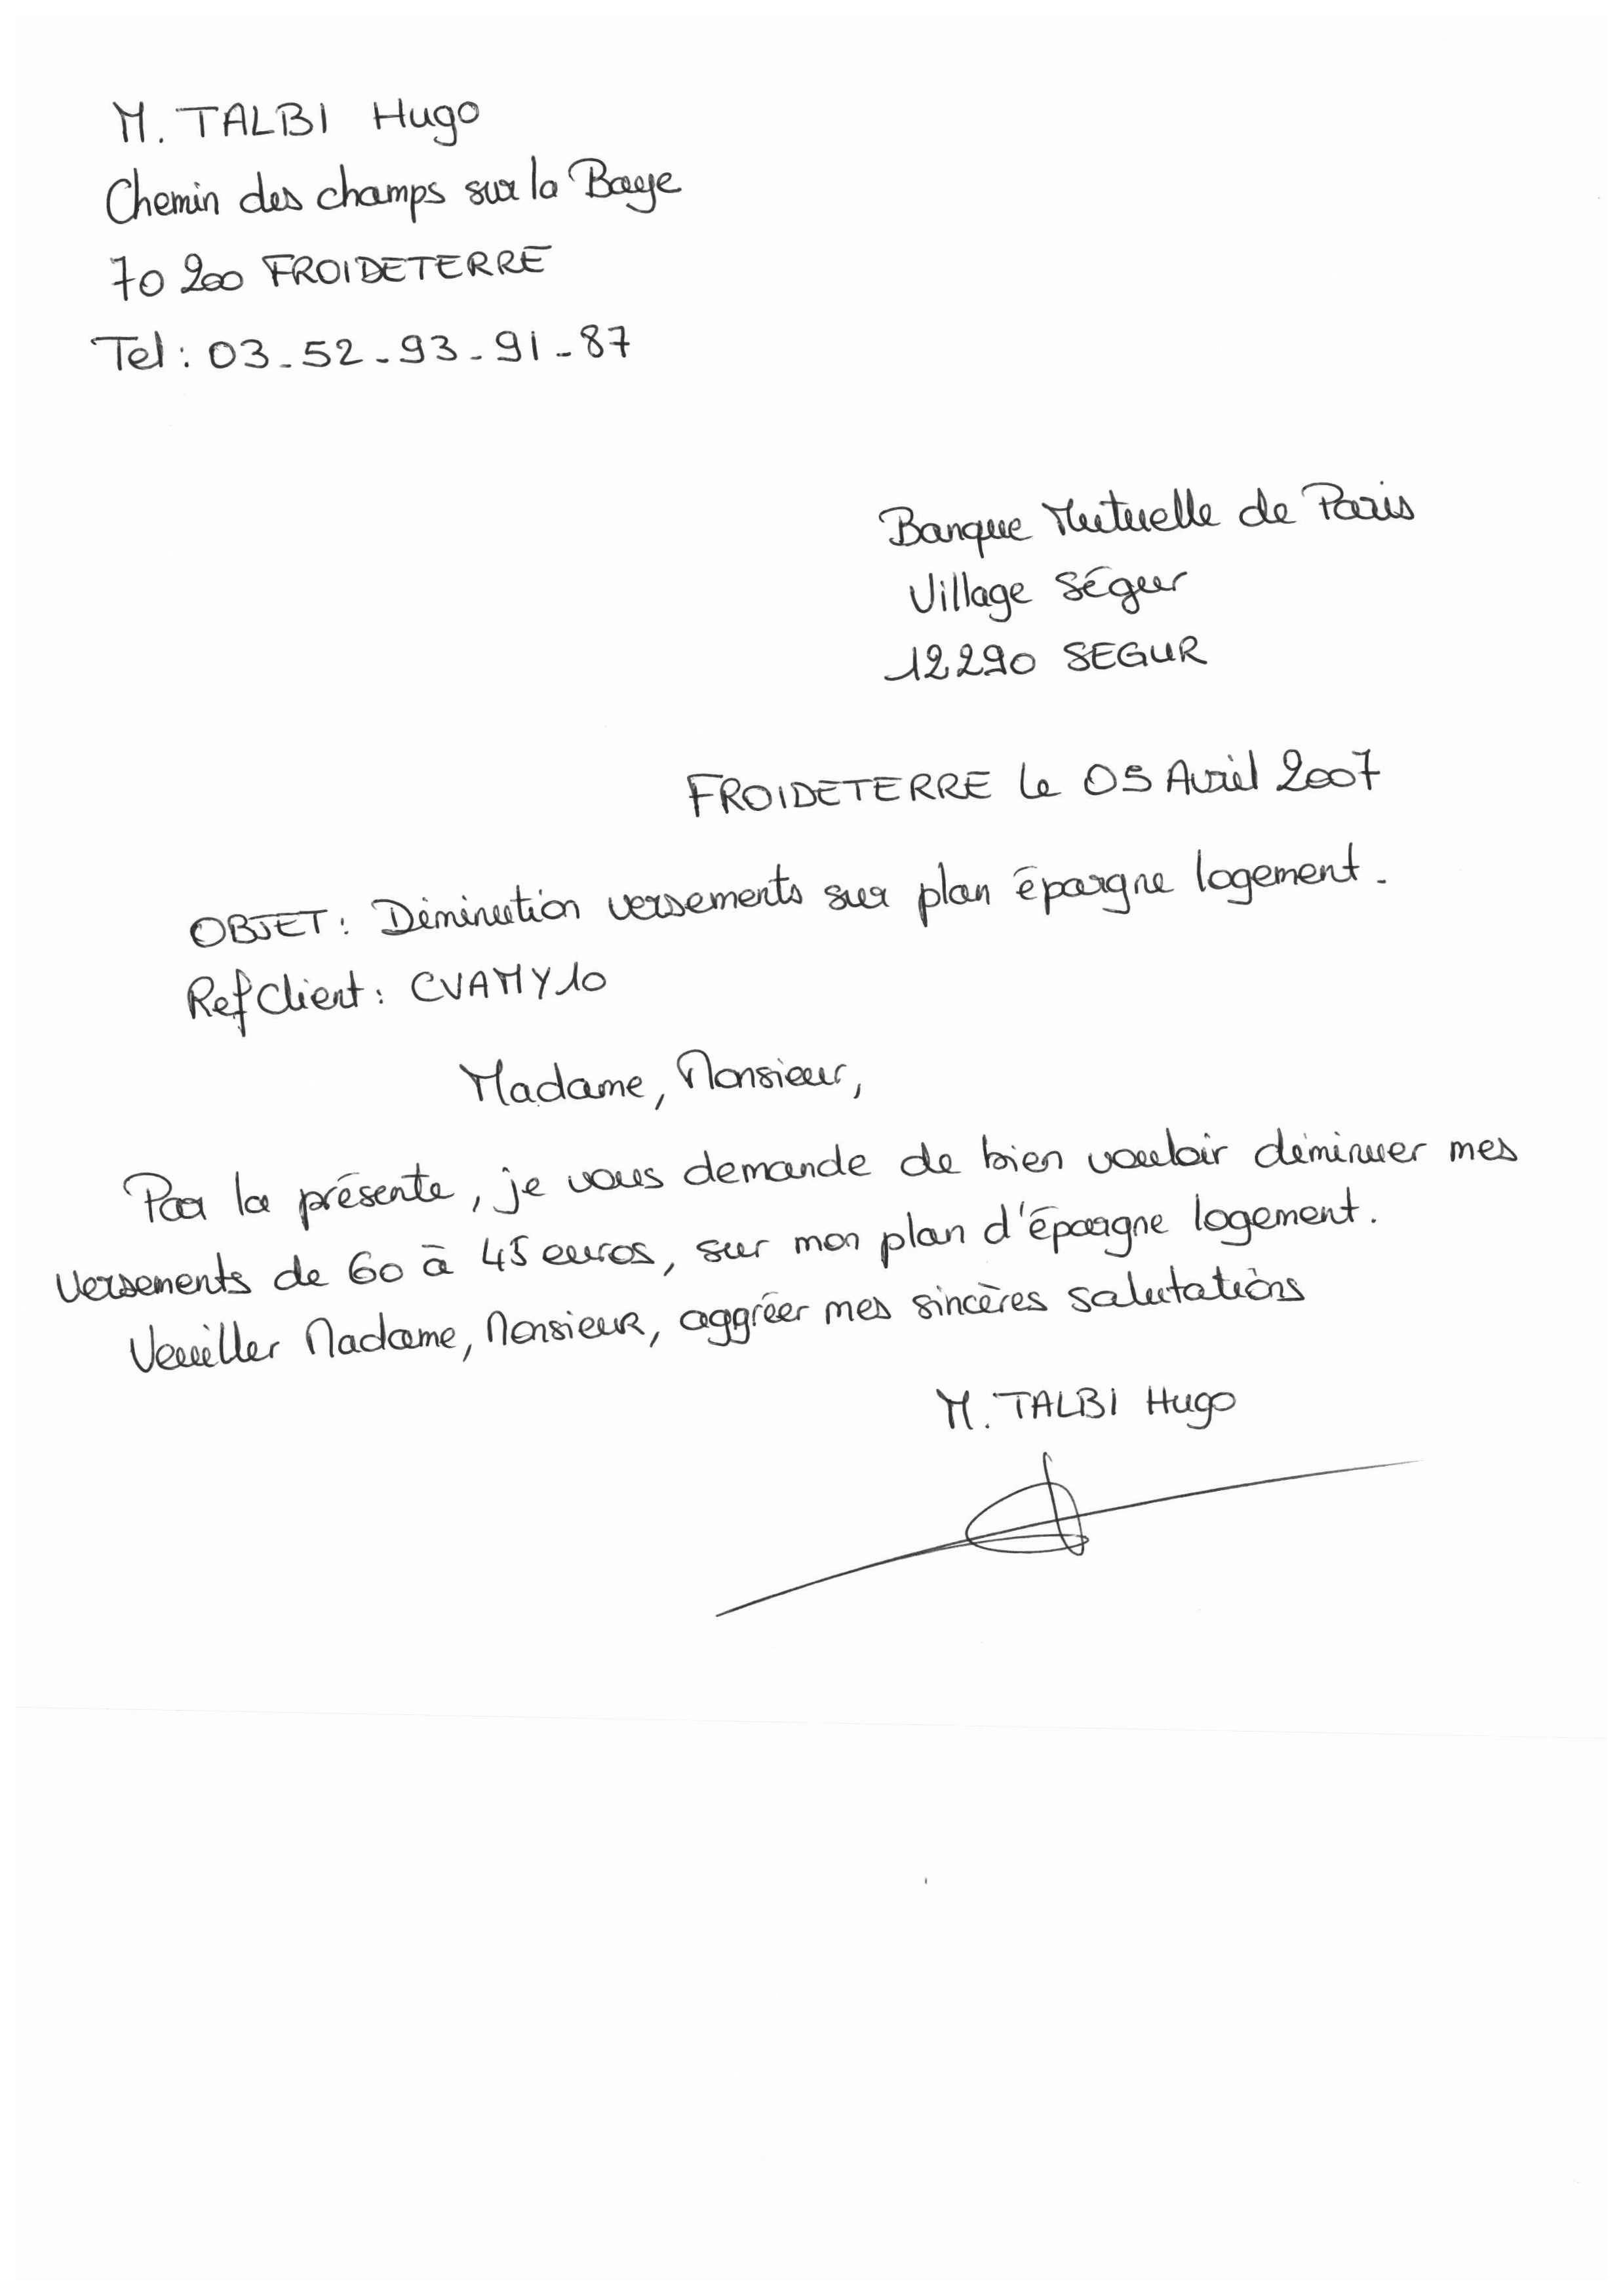 M. TALBI Hugo
Chemin des champs sur la Baye
70 200 FROIDETERRE
Tel : 03-52-93-91-87
Banque Mutuelle de Paris
Village Ségur
12290 SEGUR
FROIDETERRE le 05 Avril 2007
OBJET : Diminution versements sur plan épargne logement.
Ref Client : CVAMY10
Madame, Monsieur,
Par la présente, je vous demande de bien vouloir diminuer mes
versements de 60 à 45 euros, sur mon plan d'épargne logement.
Veuiller Madame, Monsieur, aggréer mes sincères salutations
M. TALBI Hugo